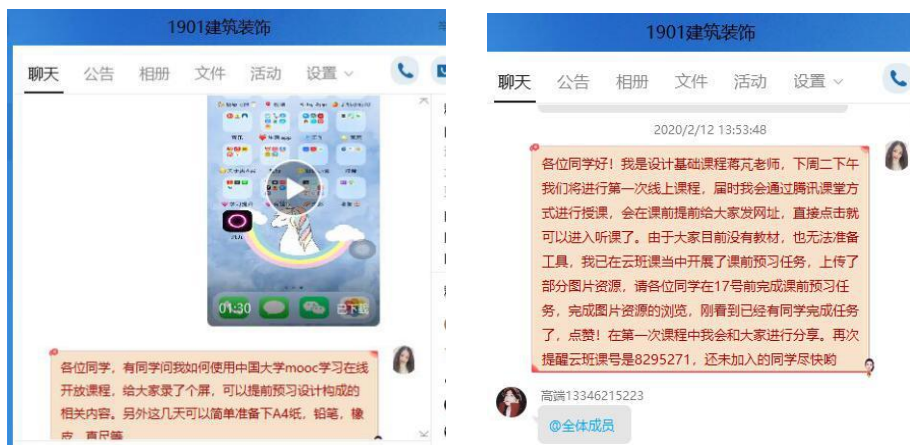 1901建筑装饰
聊天 公告 相册 文件 活动 设置
01:30
已下载
各位同学，有同学问我如何使用中国大学mooc学习在线
开放课程，给大家录了个屏，可以提前预习设计构成的
相关内容。另外这几天可以简单准备下A4纸，铅笔，橡
皮，直尺等
1901建筑装饰
聊天 公告 相册 文件 活动 设置
2020/2/12 13:53:48
各位同学好！我是设计基础课程蒋芃老师，下周二下午
我们将进行第一次线上课程，届时我会通过腾讯课堂方
式进行授课，会在课前提前给大家发网址，直接点击就
可以进入听课了。由于大家目前没有教材，也无法准备
工具，我已在云班课当中开展了课前预习任务，上传了
部分图片资源，请各位同学在17号前完成课前预习任
务，完成图片资源的浏览，刚看到已经有同学完成任务
了，点赞！在第一次课程中我会和大家进行分享。再次
提醒云班课号是8295271，还未加入的同学尽快哟
高端13346215223
@全体成员